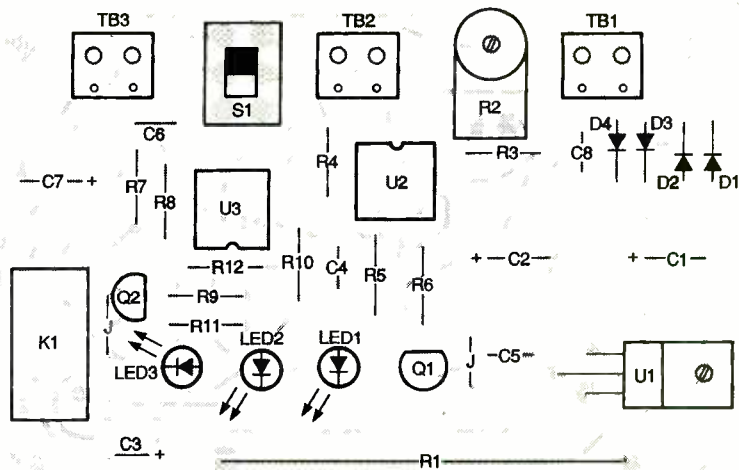 TB3
TB2
TB1
S1
R2
C6
R4
R3
C8
D4
D3
C7 +
R7
R8
U3
U2
D2
D1
R12
R10
C4
R5
R6
+ C2
+ C1
K1
Q2
R9
J
R11
LED3
LED2
LED1
Q1
J
C5
U1
C3 +
R1